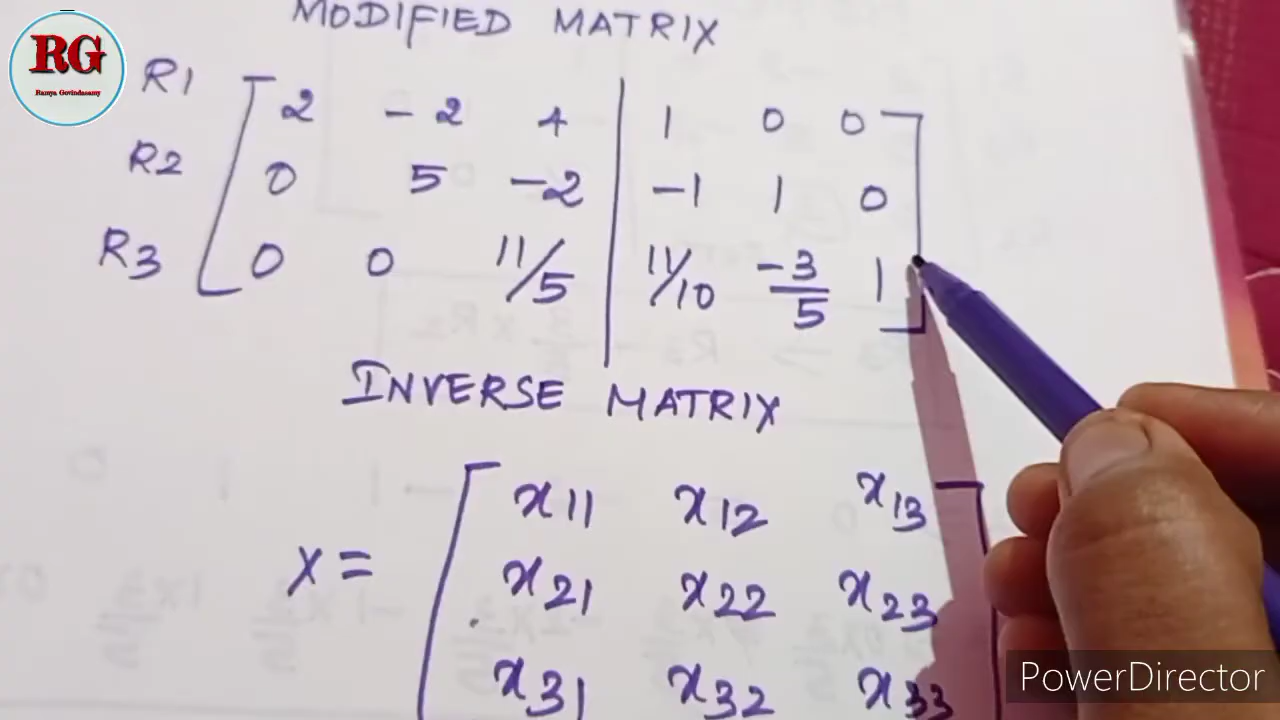 RG
Ramya Govindasamy
MODIFIED MATRIX
R1 2 -2 4 | 1 0 0
R2 0 5 -2 | -1 1 0
R3 0 0 11/5 | 11/10 -3/5 1
INVERSE MATRIX
x11 x12 x13
X = x21 x22 x23
x31 x32 x33
PowerDirector